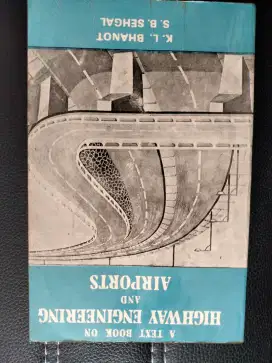 A TEXT BOOK ON
HIGHWAY ENGINEERING
AND
AIRPORTS
K. L. BHANOT
S. B. SEHGAL